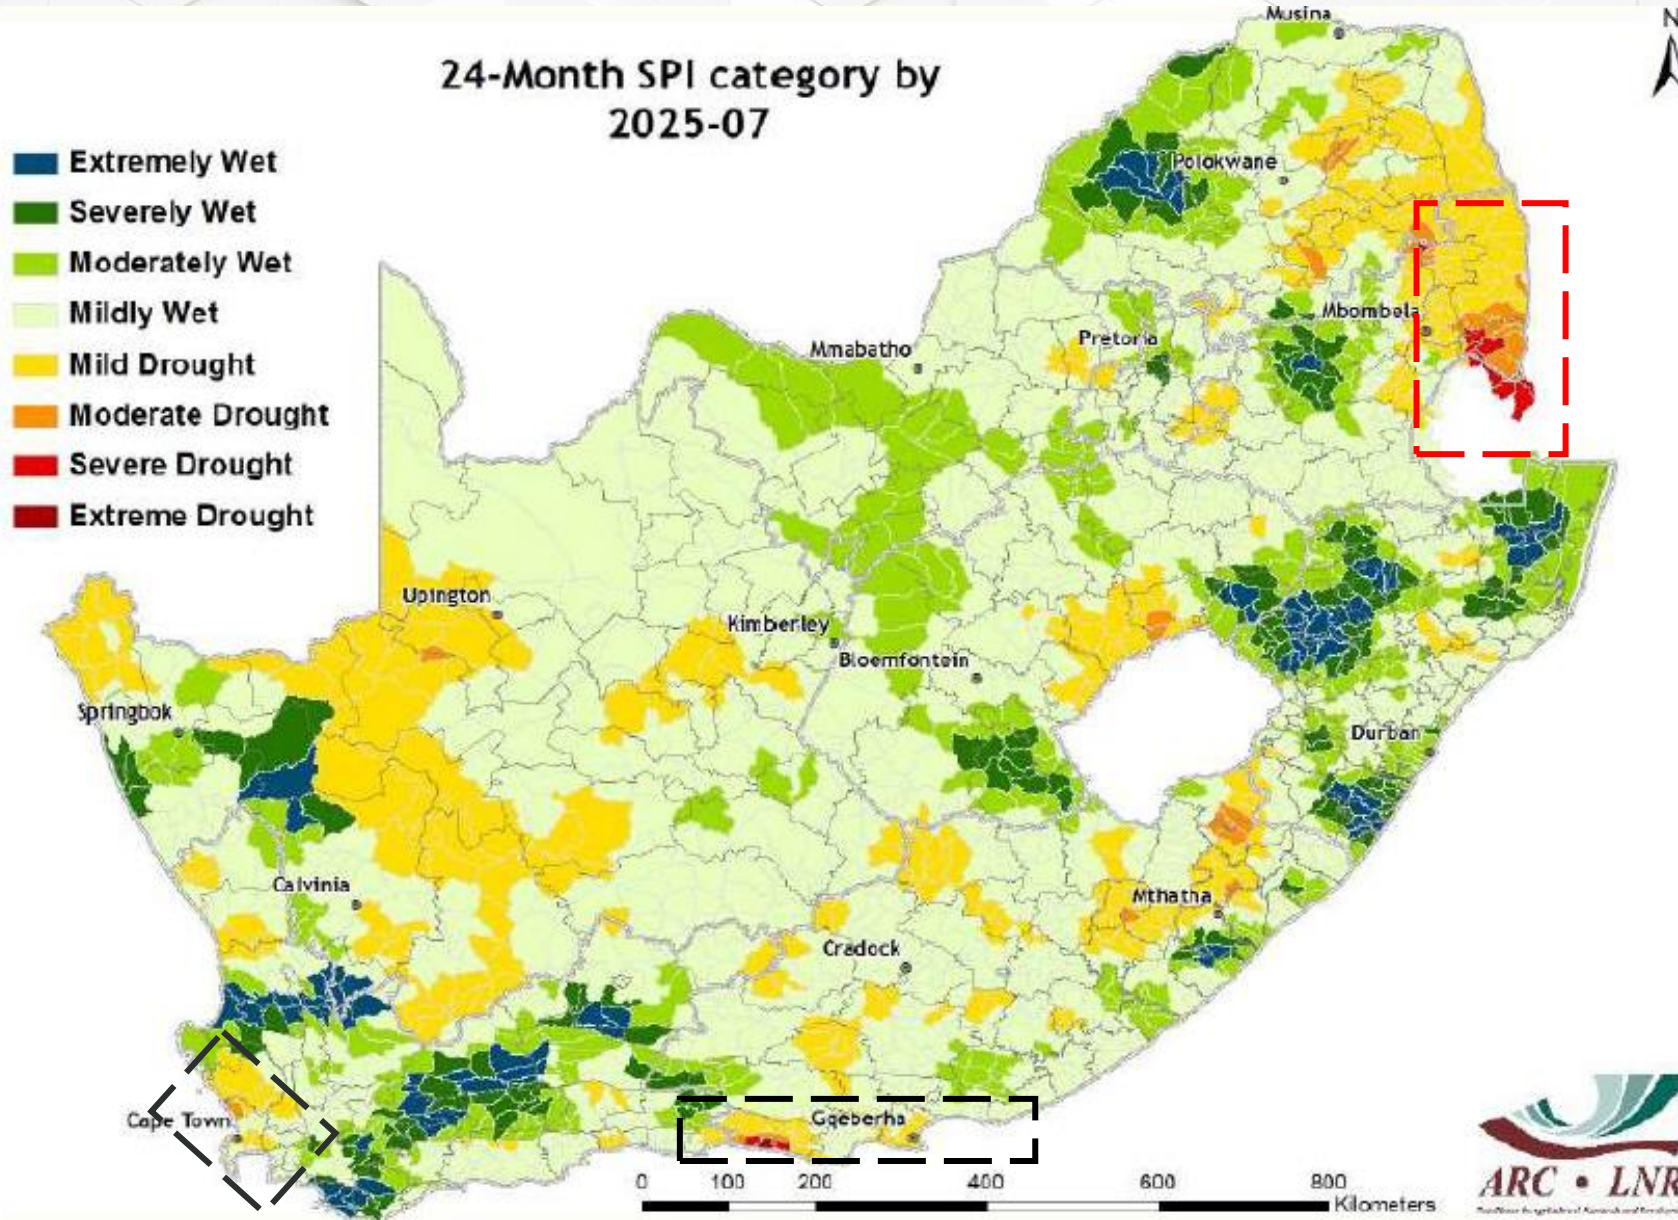 24-Month SPI category by
2025-07
Extremely Wet
Severely Wet
Moderately Wet
Mildly Wet
Mild Drought
Moderate Drought
Severe Drought
Extreme Drought
N
Musina
Polokwane
Mbombela
Pretoria
Mmabatho
Upington
Kimberley
Bloemfontein
Springbok
Durban
Calvinia
Mthatha
Cradock
Cape Town
Gqeberha
0 100 200 400 600 800
Kilometers
ARC • LNR